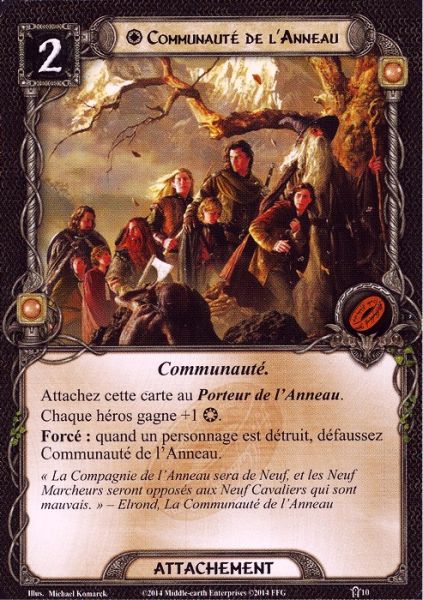 2
Communauté de l'Anneau
Communauté.
Attachez cette carte au Porteur de l'Anneau.
Chaque héros gagne +1 .
Forcé : quand un personnage est détruit, défaussez
Communauté de l'Anneau.
« La Compagnie de l'Anneau sera de Neuf, et les Neuf
Marcheurs seront opposés aux Neuf Cavaliers qui sont
mauvais. » – Elrond, La Communauté de l'Anneau
ATTACHEMENT
Illus. Michael Komarck ©2014 Middle-earth Enterprises ©2014 FFG 10